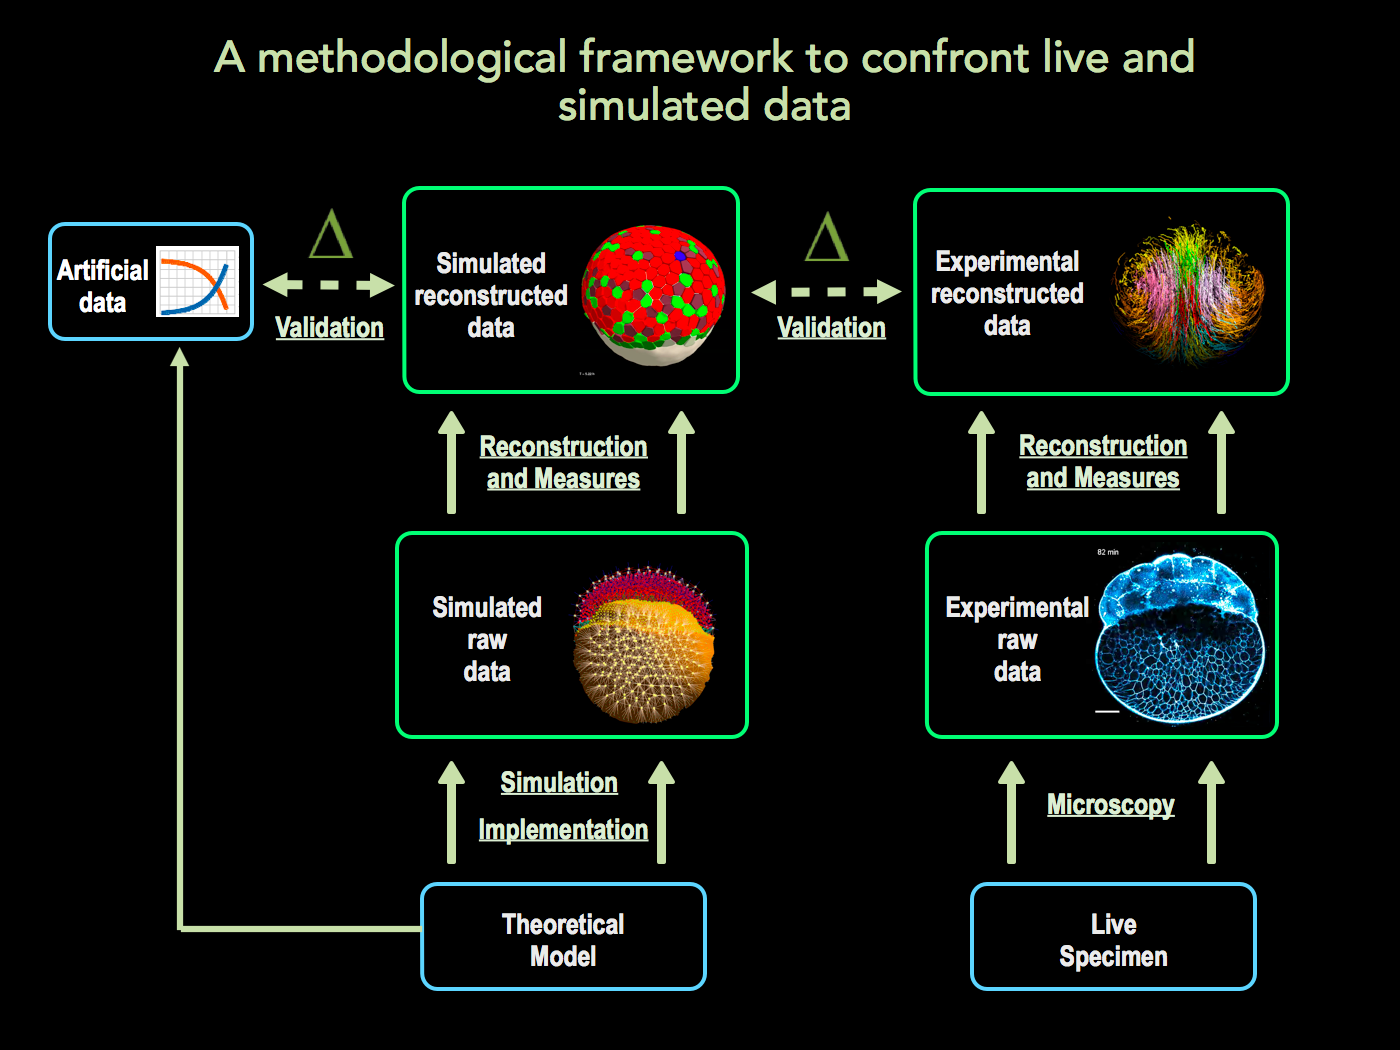 A methodological framework to confront live and
simulated data
Artificial
data
Δ
Validation
Simulated
reconstructed
data
Δ
Validation
Experimental
reconstructed
data
Reconstruction
and Measures
Reconstruction
and Measures
Simulated
raw
data
Experimental
raw
data
82 min
Simulation
Implementation
Microscopy
Theoretical
Model
Live
Specimen